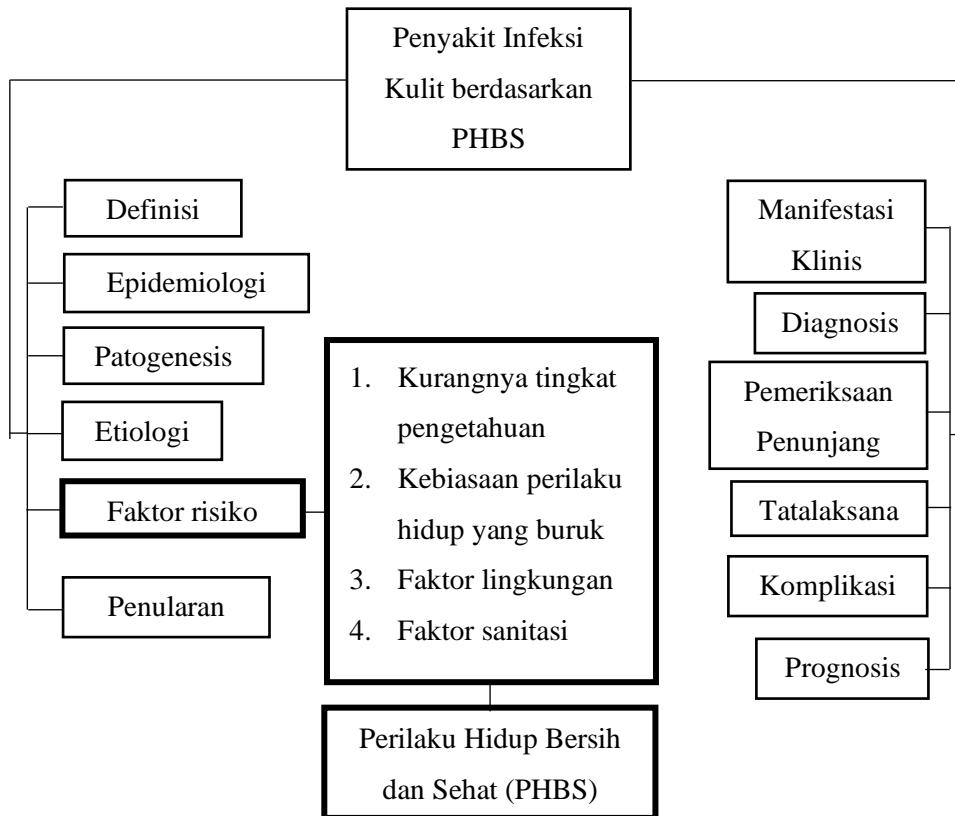 Penyakit Infeksi
Kulit berdasarkan
PHBS
Definisi
Epidemiologi
Patogenesis
Etiologi
Faktor risiko
Penularan
1. Kurangnya tingkat
pengetahuan
2. Kebiasaan perilaku
hidup yang buruk
3. Faktor lingkungan
4. Faktor sanitasi
Perilaku Hidup Bersih
dan Sehat (PHBS)
Manifestasi
Klinis
Diagnosis
Pemeriksaan
Penunjang
Tatalaksana
Komplikasi
Prognosis